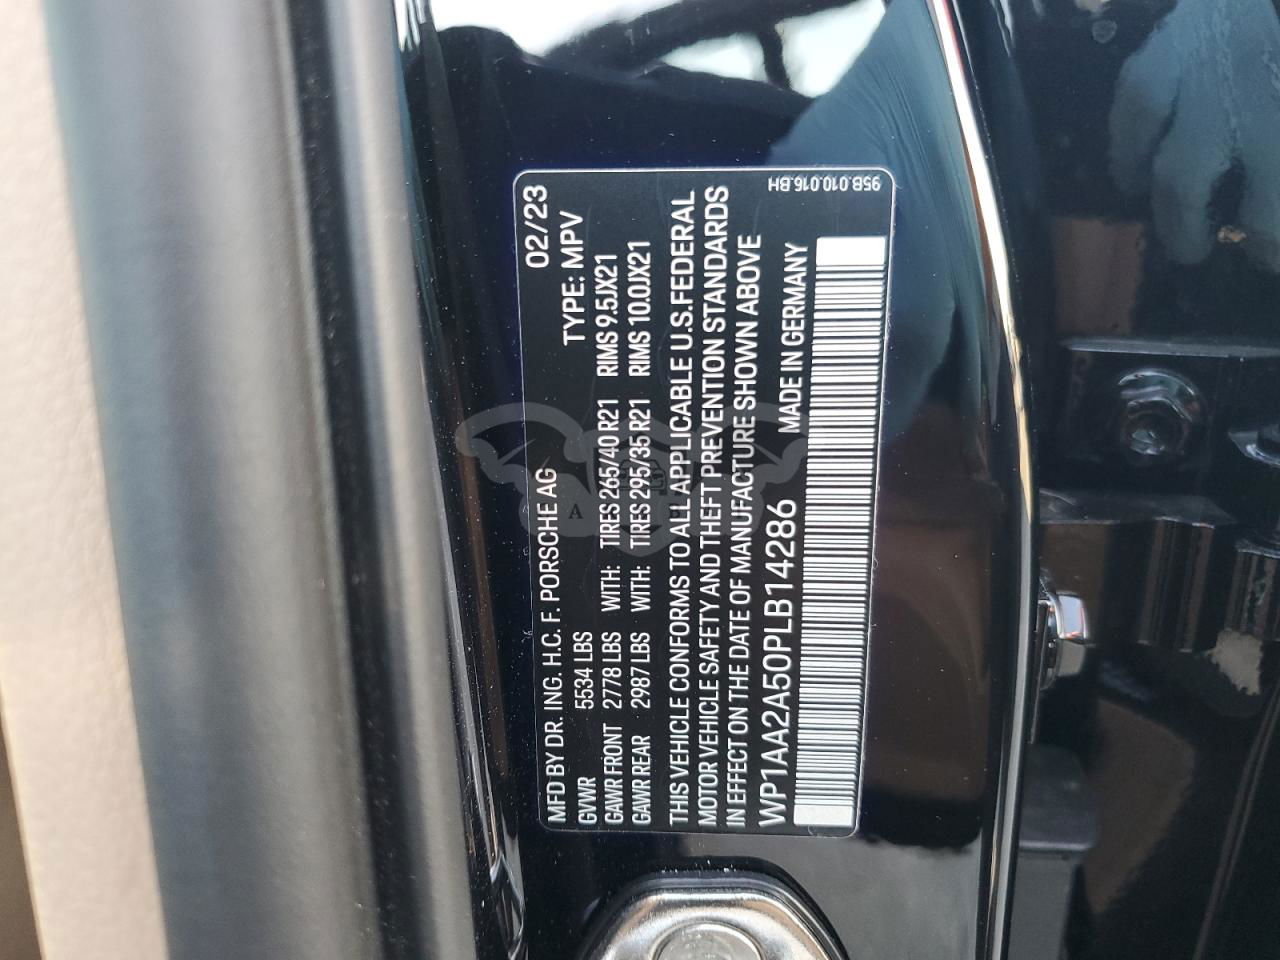 MFD BY DR. ING. H.C. F. PORSCHE AG 02/23
GVWR 5534 LBS TYPE: MPV
GAWR FRONT 2778 LBS WITH: TIRES 265/40 R21 RIMS 9.5JX21
GAWR REAR 2987 LBS WITH: TIRES 295/35 R21 RIMS 10.0JX21
THIS VEHICLE CONFORMS TO ALL APPLICABLE U.S.FEDERAL
MOTOR VEHICLE SAFETY AND THEFT PREVENTION STANDARDS
IN EFFECT ON THE DATE OF MANUFACTURE SHOWN ABOVE
WP1AA2A50PLB14286 MADE IN GERMANY
95B.010.016.BH